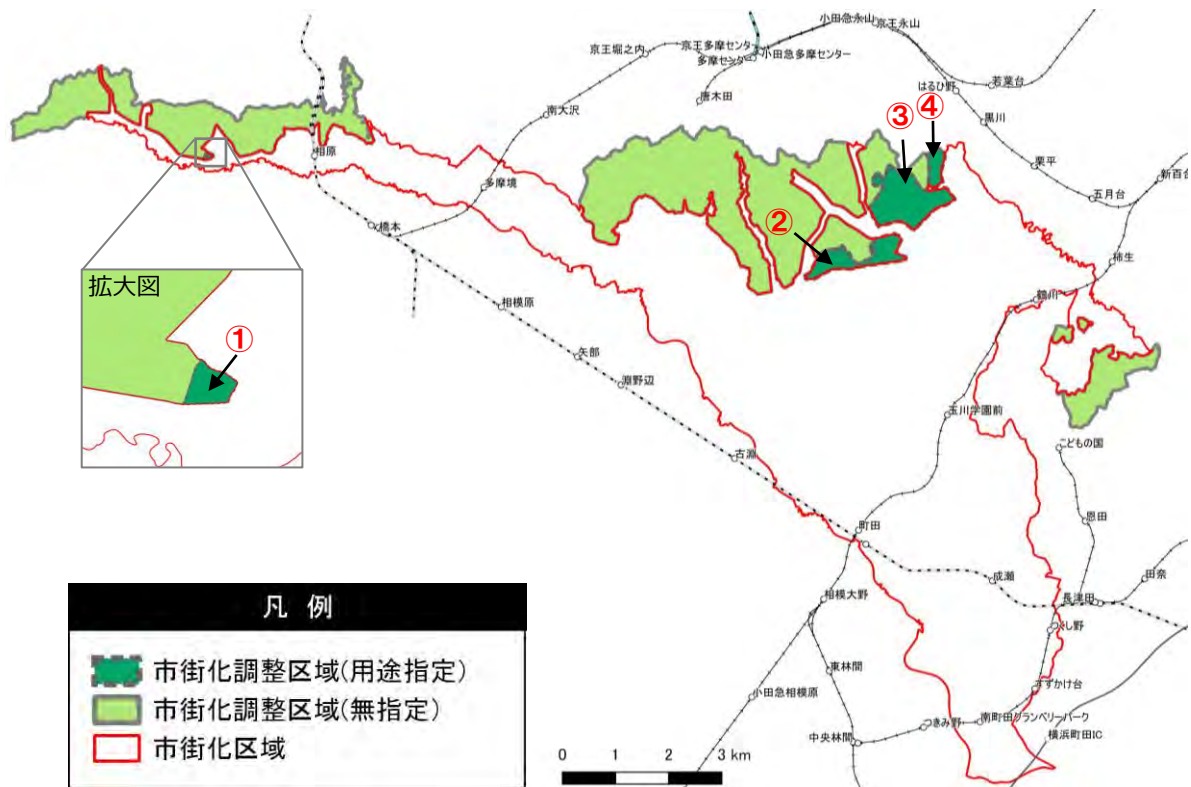 小田急永山
京王永山
京王多摩センター
小田急多摩センター
多摩センター
京王堀之内
唐木田
若葉台
はるひ野
黒川
南大沢
③
④
相原
栗平
多摩境
五月台
新百合
②
橋本
柿生
拡大図
鶴川
①
相模原
矢部
淵野辺
玉川学園前
こどもの国
古淵
恩田
町田
成瀬
田奈
長津田
相模大野
くし野
凡 例
東林間
市街化調整区域(用途指定)
すずかけ台
小田急相模原
市街化調整区域(無指定)
つきみ野
南町田グランベリーパーク
中央林間
横浜町田IC
市街化区域
0 1 2 3 km